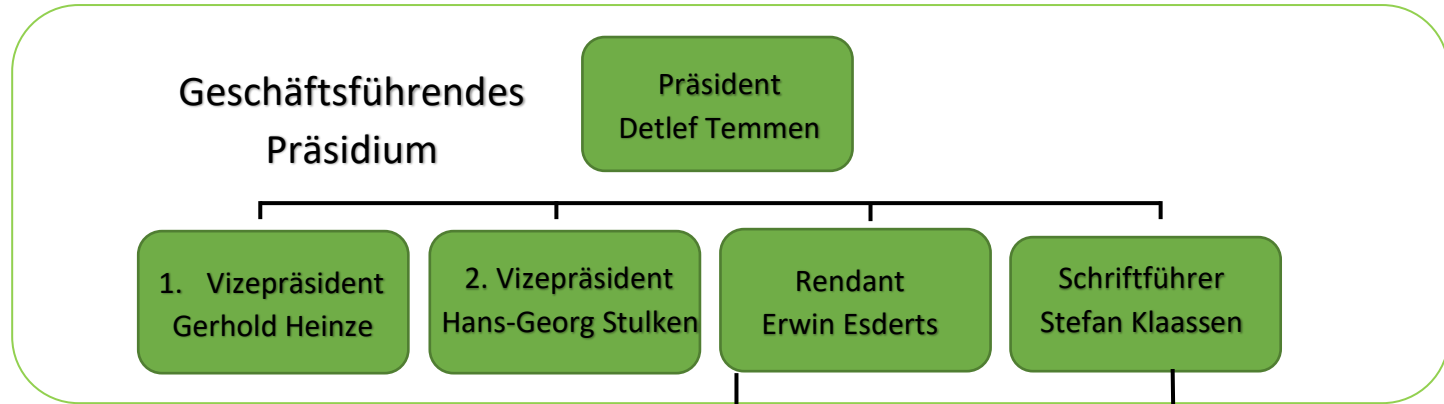 Geschäftsführendes
Präsidium
Präsident
Detlef Temmen
1. Vizepräsident
Gerhold Heinze
2. Vizepräsident
Hans-Georg Stulken
Rendant
Erwin Esderts
Schriftführer
Stefan Klaassen